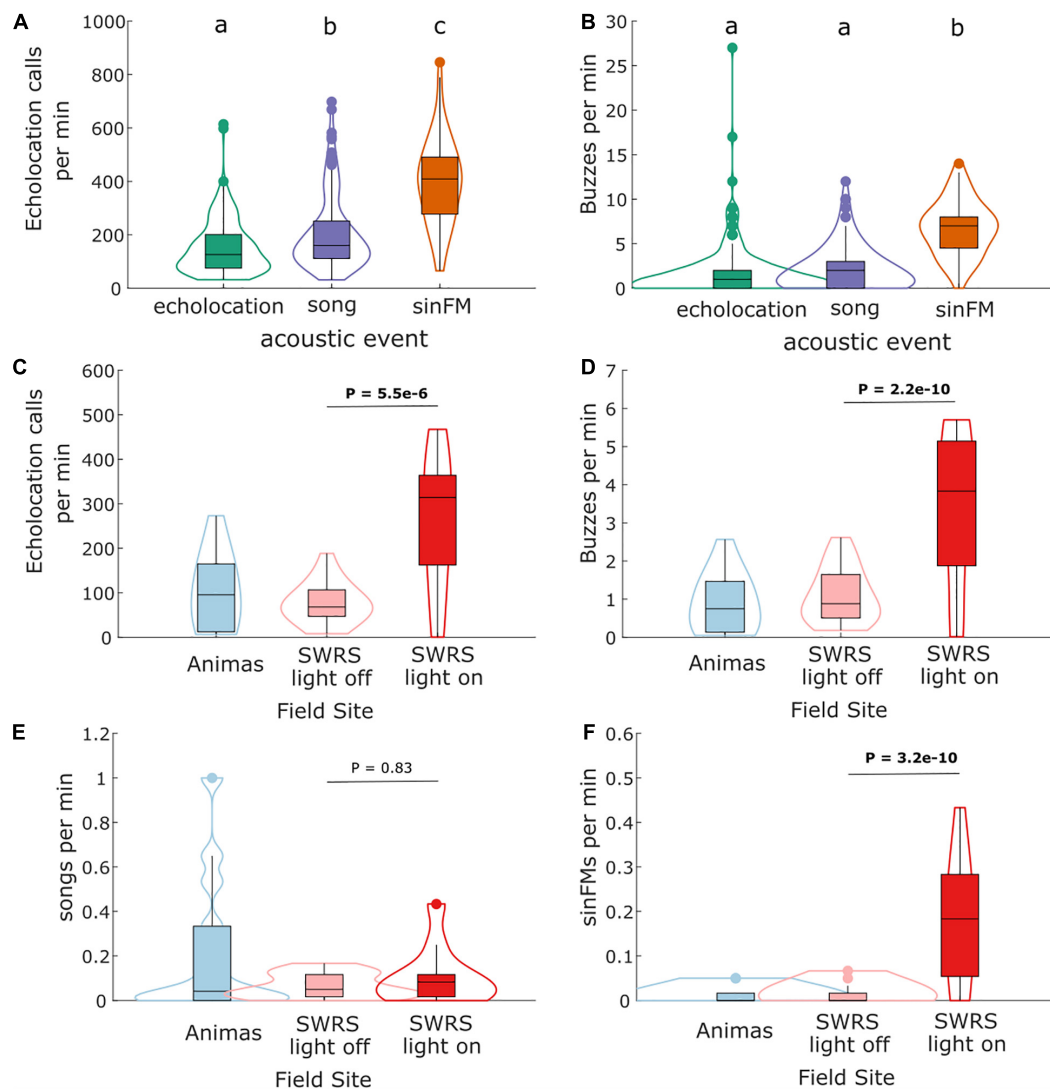 A
a
b
c
Echolocation calls
per min
1000
800
600
400
200
0
echolocation
song
sinFM
acoustic event
B
a
a
b
Buzzes per min
30
25
20
15
10
5
0
echolocation
song
sinFM
acoustic event
C
P = 5.5e-6
Echolocation calls
per min
600
500
400
300
200
100
0
Animas
SWRS
light off
SWRS
light on
Field Site
D
P = 2.2e-10
Buzzes per min
7
6
5
4
3
2
1
0
Animas
SWRS
light off
SWRS
light on
Field Site
E
P = 0.83
songs per min
1.2
1
0.8
0.6
0.4
0.2
0
Animas
SWRS
light off
SWRS
light on
Field Site
F
P = 3.2e-10
sinFMs per min
0.6
0.5
0.4
0.3
0.2
0.1
0
Animas
SWRS
light off
SWRS
light on
Field Site